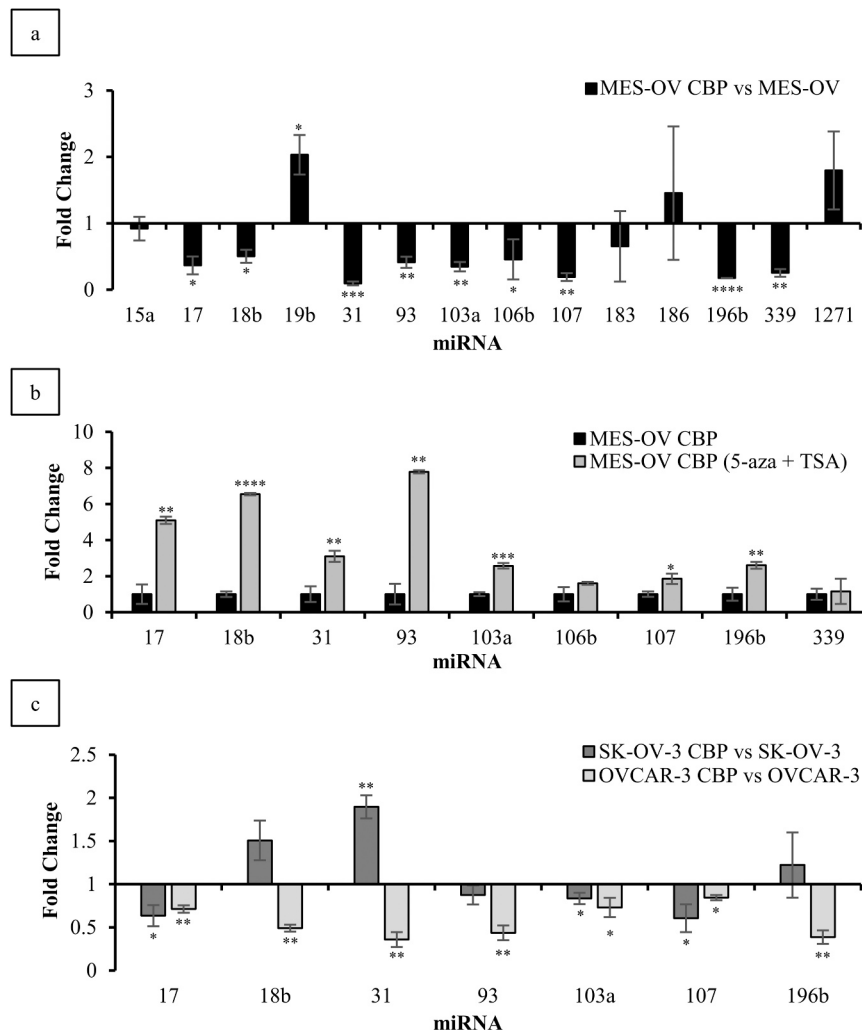 a
MES-OV CBP vs MES-OV
Fold Change
3
2
1
0
*
*
*
***
**
**
*
**
****
**
15a 17 18b 19b 31 93 103a 106b 107 183 186 196b 339 1271
miRNA
b
MES-OV CBP
MES-OV CBP (5-aza + TSA)
Fold Change
10
8
6
4
2
0
**
****
**
**
***
*
**
17 18b 31 93 103a 106b 107 196b 339
miRNA
c
SK-OV-3 CBP vs SK-OV-3
OVCAR-3 CBP vs OVCAR-3
Fold Change
2.5
2
1.5
1
0.5
0
*
**
**
**
**
**
*
*
*
*
**
17 18b 31 93 103a 107 196b
miRNA